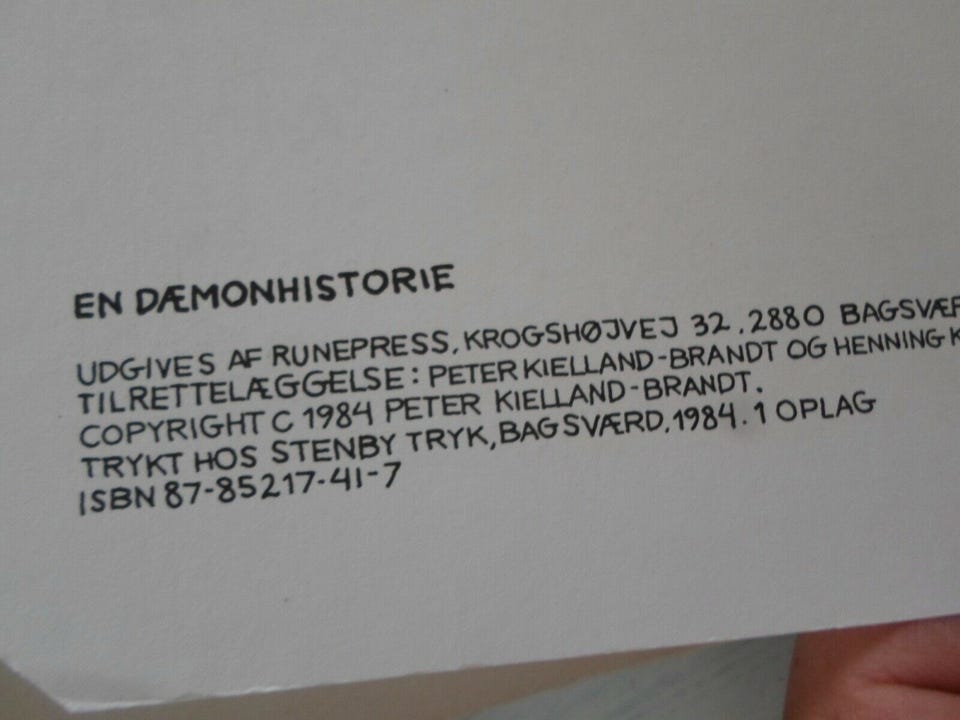 EN DÆMONHISTORIE
UDGIVES AF RUNEPRESS, KROGSHØJVEJ 32, 2880
TILRETTELÆGGELSE: PETER KIELLAND-BRANDT OG HENNING
COPYRIGHT C 1984 PETER KIELLAND-BRANDT.
TRYKT HOS STENBY TRYK, BAGSVÆRD, 1984. 1 OPLAG
ISBN 87-85217-41-7